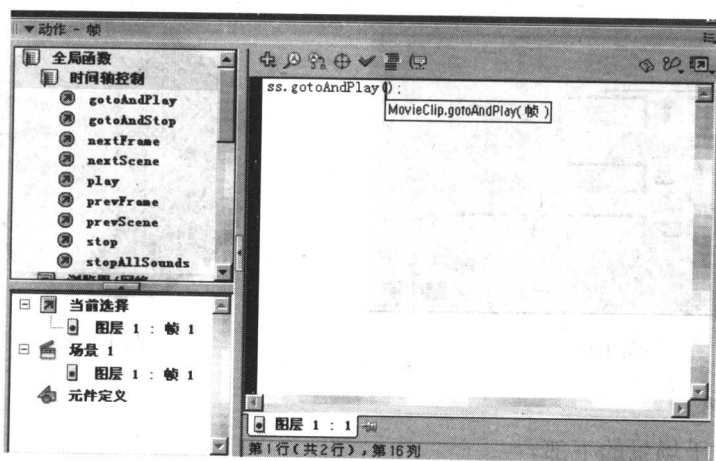 动作 - 帧
全局函数
时间轴控制
gotoAndPlay
gotoAndStop
nextFrame
nextScene
play
prevFrame
prevScene
stop
stopAllSounds
当前选择
图层 1 : 帧 1
场景 1
图层 1 : 帧 1
元件定义
ss.gotoAndPlay();
MovieClip.gotoAndPlay( 帧 )
图层 1 : 1
第1行(共2行), 第16列